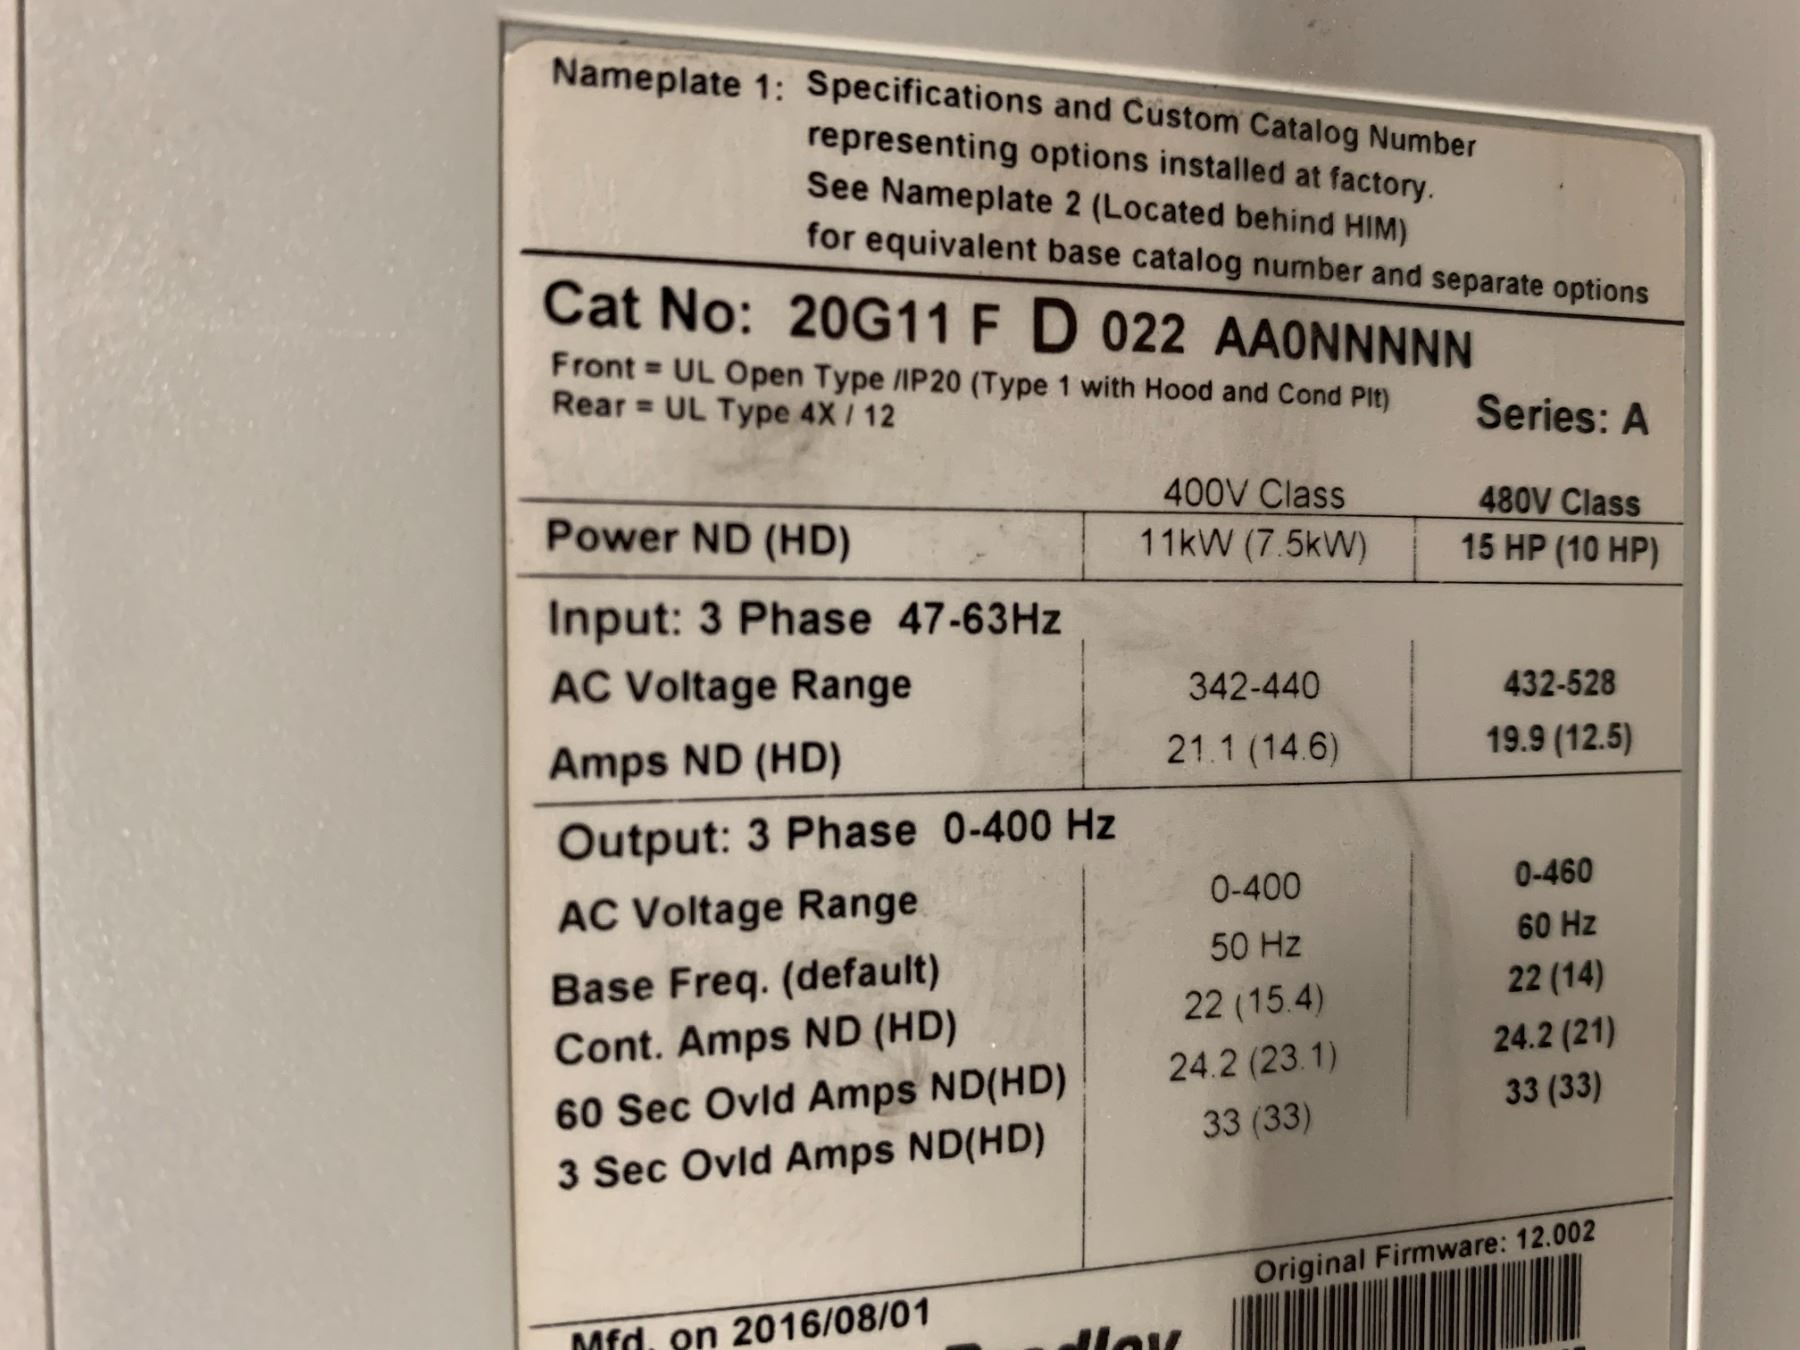 Nameplate 1: Specifications and Custom Catalog Number
representing options installed at factory.
See Nameplate 2 (Located behind HIM)
for equivalent base catalog number and separate options
Cat No: 20G11 F D 022 AA0NNNNN
Front = UL Open Type /IP20 (Type 1 with Hood and Cond Plt)
Rear = UL Type 4X / 12
Series: A
400V Class 480V Class
Power ND (HD) 11kW (7.5kW) 15 HP (10 HP)
Input: 3 Phase 47-63Hz
AC Voltage Range 342-440 432-528
Amps ND (HD) 21.1 (14.6) 19.9 (12.5)
Output: 3 Phase 0-400 Hz
AC Voltage Range 0-400 0-460
Base Freq. (default) 50 Hz 60 Hz
Cont. Amps ND (HD) 22 (15.4) 22 (14)
60 Sec Ovld Amps ND(HD) 24.2 (23.1) 24.2 (21)
3 Sec Ovld Amps ND(HD) 33 (33) 33 (33)
Original Firmware: 12.002
Mfd. on 2016/08/01
Bradley